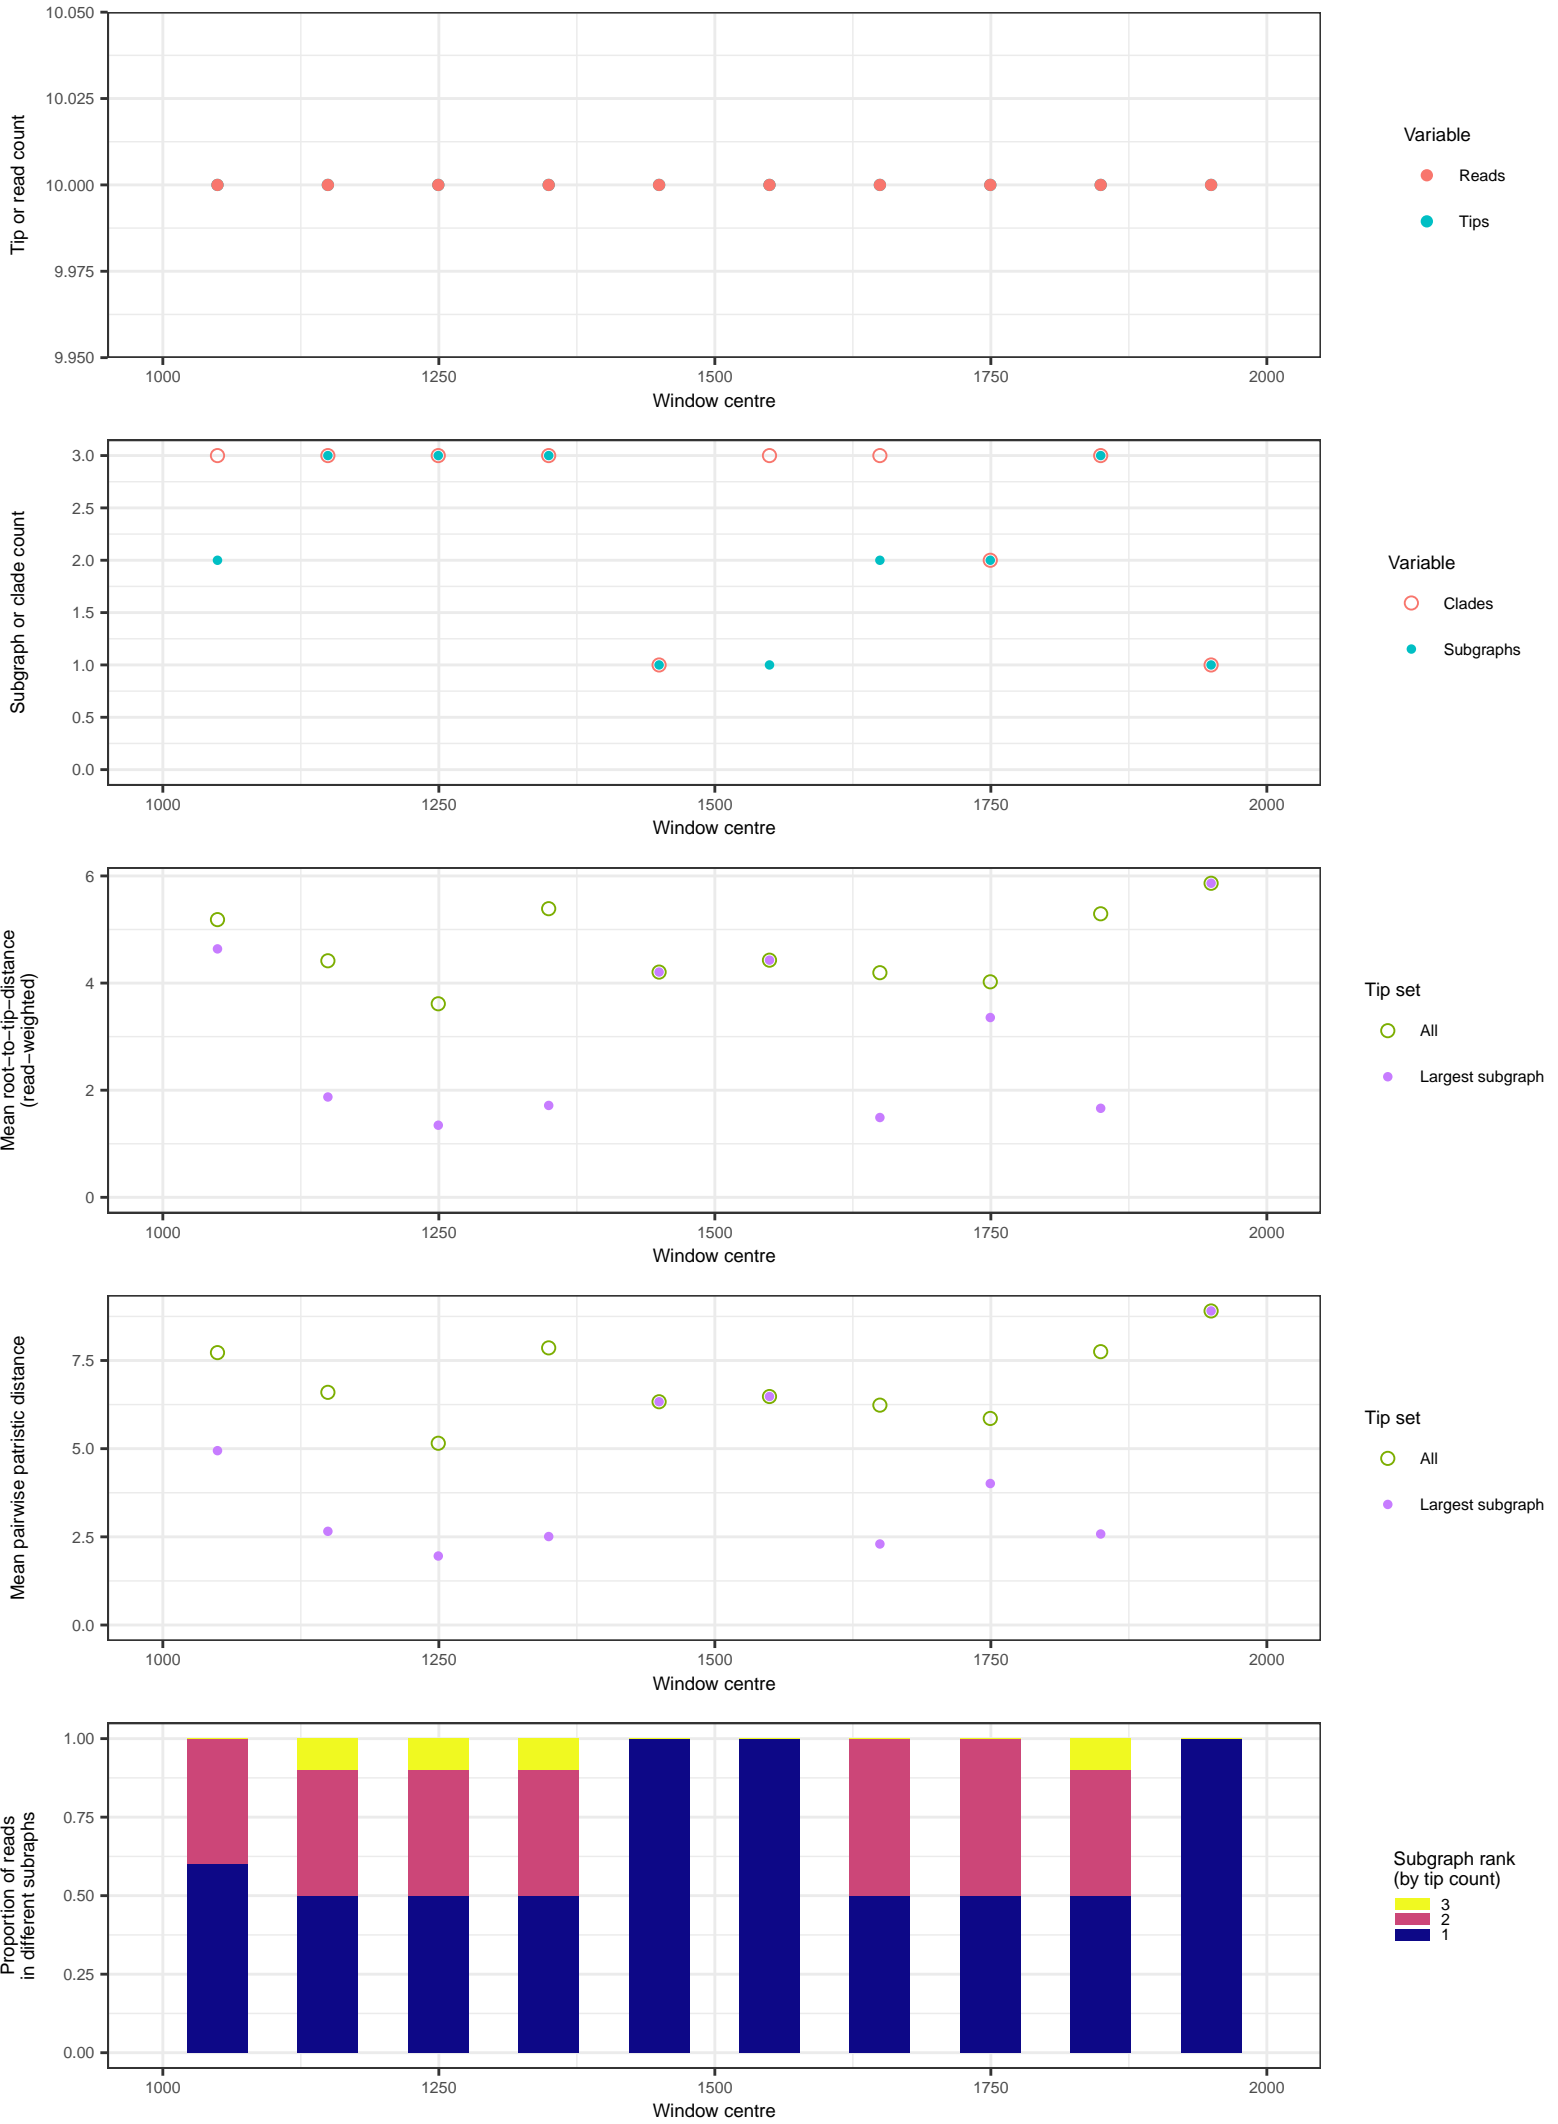 10.050
10.025
10.000
9.975
9.950
Tip or read count
1000 1250 1500 1750 2000
Window centre
Variable
Reads
Tips
3.0
2.5
2.0
1.5
1.0
0.5
0.0
Subgraph or clade count
1000 1250 1500 1750 2000
Window centre
Variable
Clades
Subgraphs
6
4
2
0
Mean root−to−tip−distance
(read−weighted)
1000 1250 1500 1750 2000
Window centre
Tip set
All
Largest subgraph
7.5
5.0
2.5
0.0
Mean pairwise patristic distance
1000 1250 1500 1750 2000
Window centre
Tip set
All
Largest subgraph
1.00
0.75
0.50
0.25
0.00
Proportion of reads
in different subraphs
1000 1250 1500 1750 2000
Window centre
Subgraph rank
(by tip count)
3
2
1